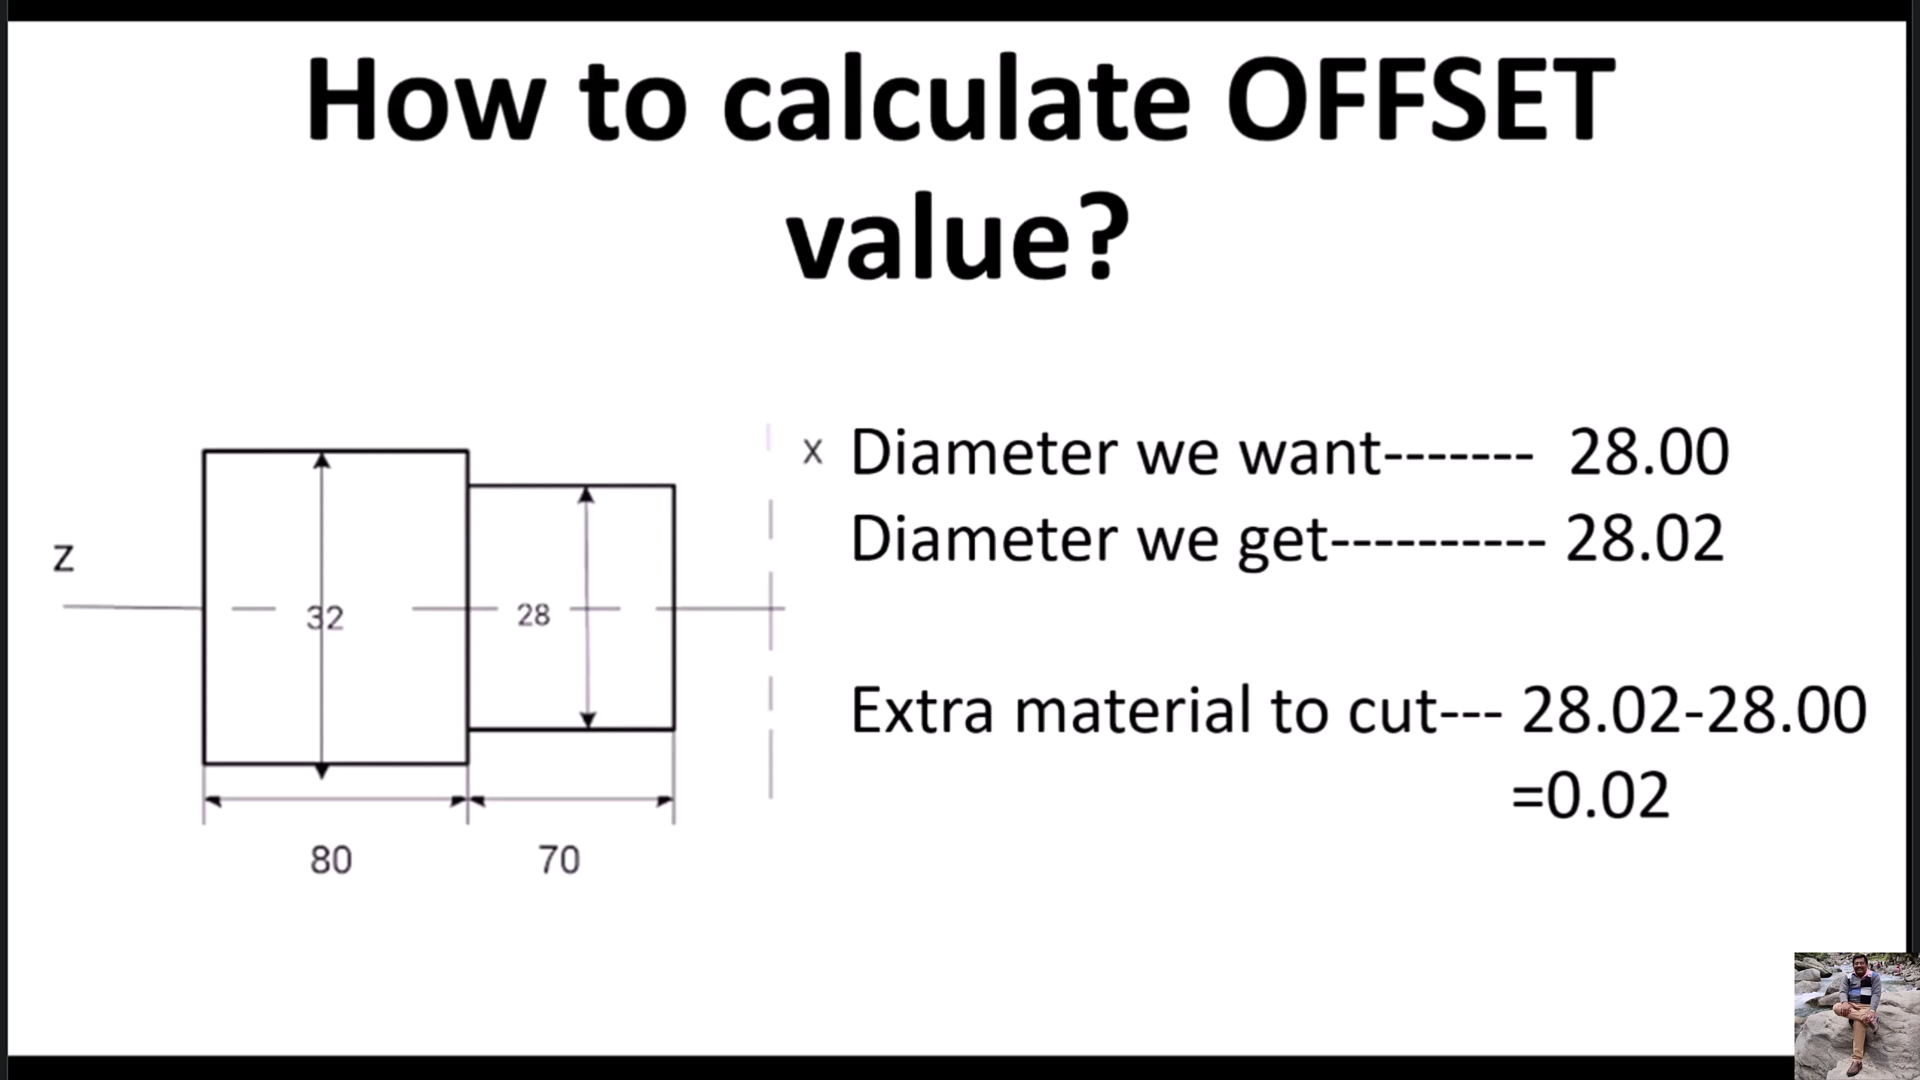 How to calculate OFFSET
value?
X
Diameter we want------- 28.00
Diameter we get---------- 28.02
Z
32
28
Extra material to cut--- 28.02-28.00
=0.02
80
70